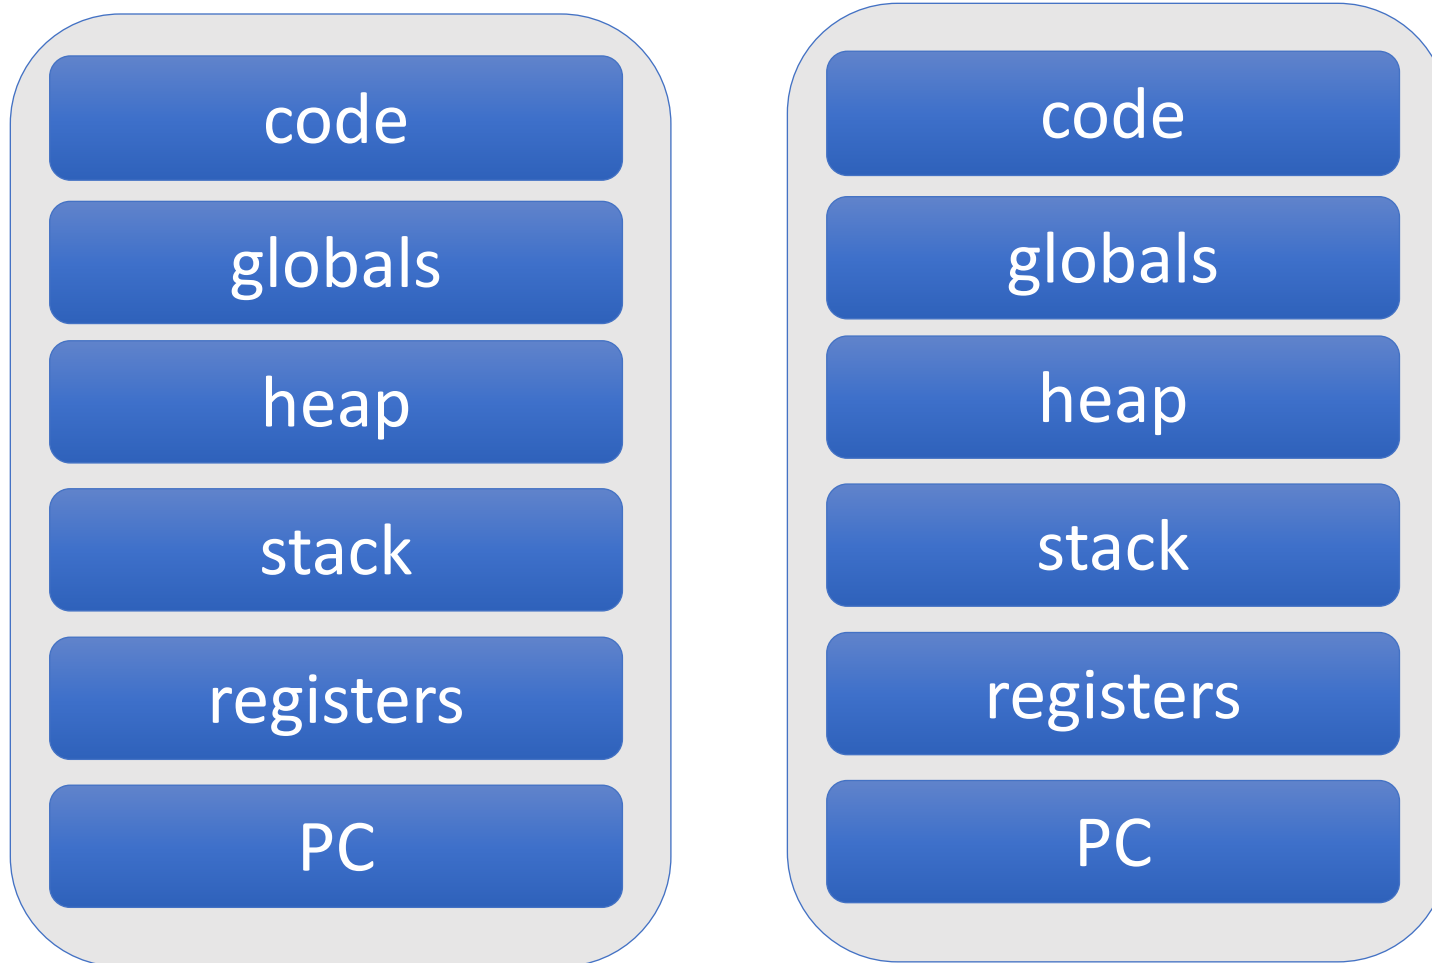 code
globals
heap
stack
registers
PC
code
globals
heap
stack
registers
PC